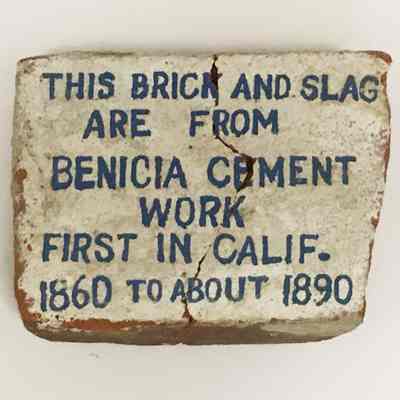 THIS BRICK AND SLAG
ARE FROM
BENICIA CEMENT
WORK
FIRST IN CALIF.
1860 TO ABOUT 1890